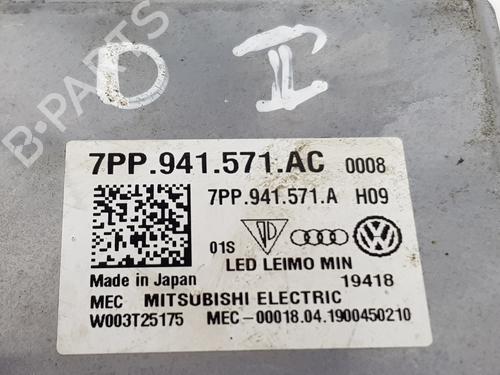 D II
B-PARTS
7PP.941.571.AC 0008
7PP.941.571.A H09
01S
LED LEIMO MIN
Made in Japan 19418
MEC MITSUBISHI ELECTRIC
W003T25175 MEC-00018.04.1900450210